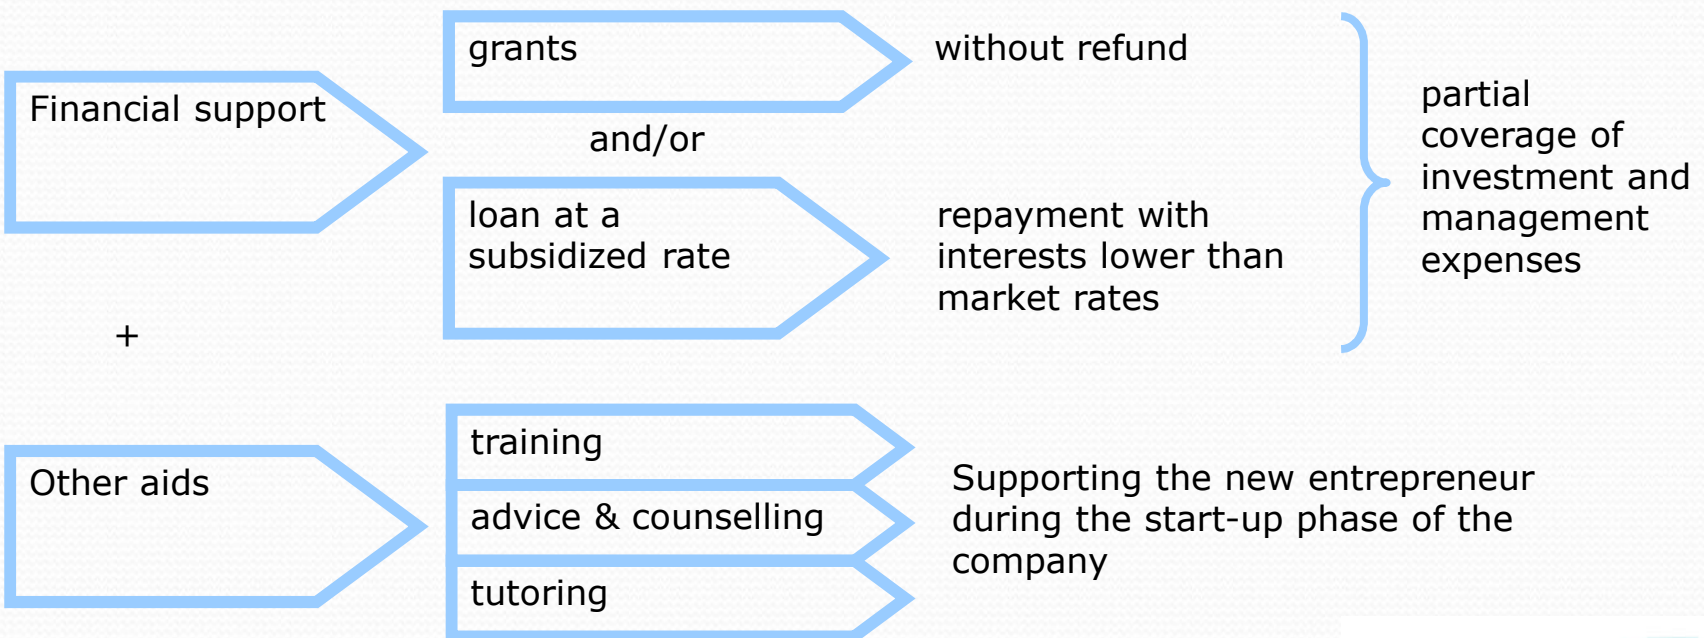 Financial support
grants
without refund
and/or
loan at a
subsidized rate
repayment with
interests lower than
market rates
partial
coverage of
investment and
management
expenses
+
Other aids
training
advice & counselling
tutoring
Supporting the new entrepreneur
during the start-up phase of the
company